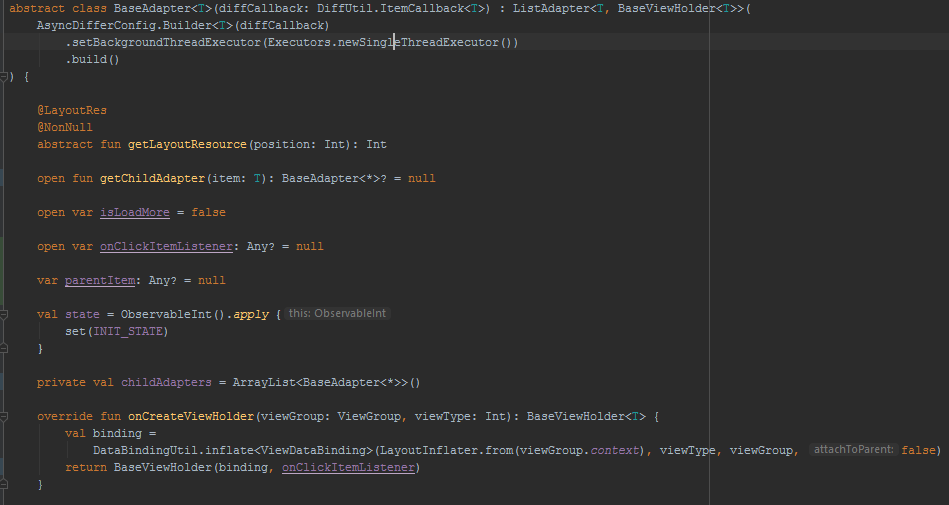 abstract class BaseAdapter<T>(diffCallback: DiffUtil.ItemCallback<T>) : ListAdapter<T, BaseViewHolder<T>>(
    AsyncDifferConfig.Builder<T>(diffCallback)
        .setBackgroundThreadExecutor(Executors.newSingleThreadExecutor())
        .build()
) {
    @LayoutRes
    @NonNull
    abstract fun getLayoutResource(position: Int): Int
    open fun getChildAdapter(item: T): BaseAdapter<*>? = null
    open var isLoadMore = false
    open var onClickItemListener: Any? = null
    var parentItem: Any? = null
    val state = ObservableInt().apply { this: ObservableInt
        set(INIT_STATE)
    }
    private val childAdapters = ArrayList<BaseAdapter<*>>()
    override fun onCreateViewHolder(viewGroup: ViewGroup, viewType: Int): BaseViewHolder<T> {
        val binding =
            DataBindingUtil.inflate<ViewDataBinding>(LayoutInflater.from(viewGroup.context), viewType, viewGroup, attachToParent: false)
        return BaseViewHolder(binding, onClickItemListener)
    }